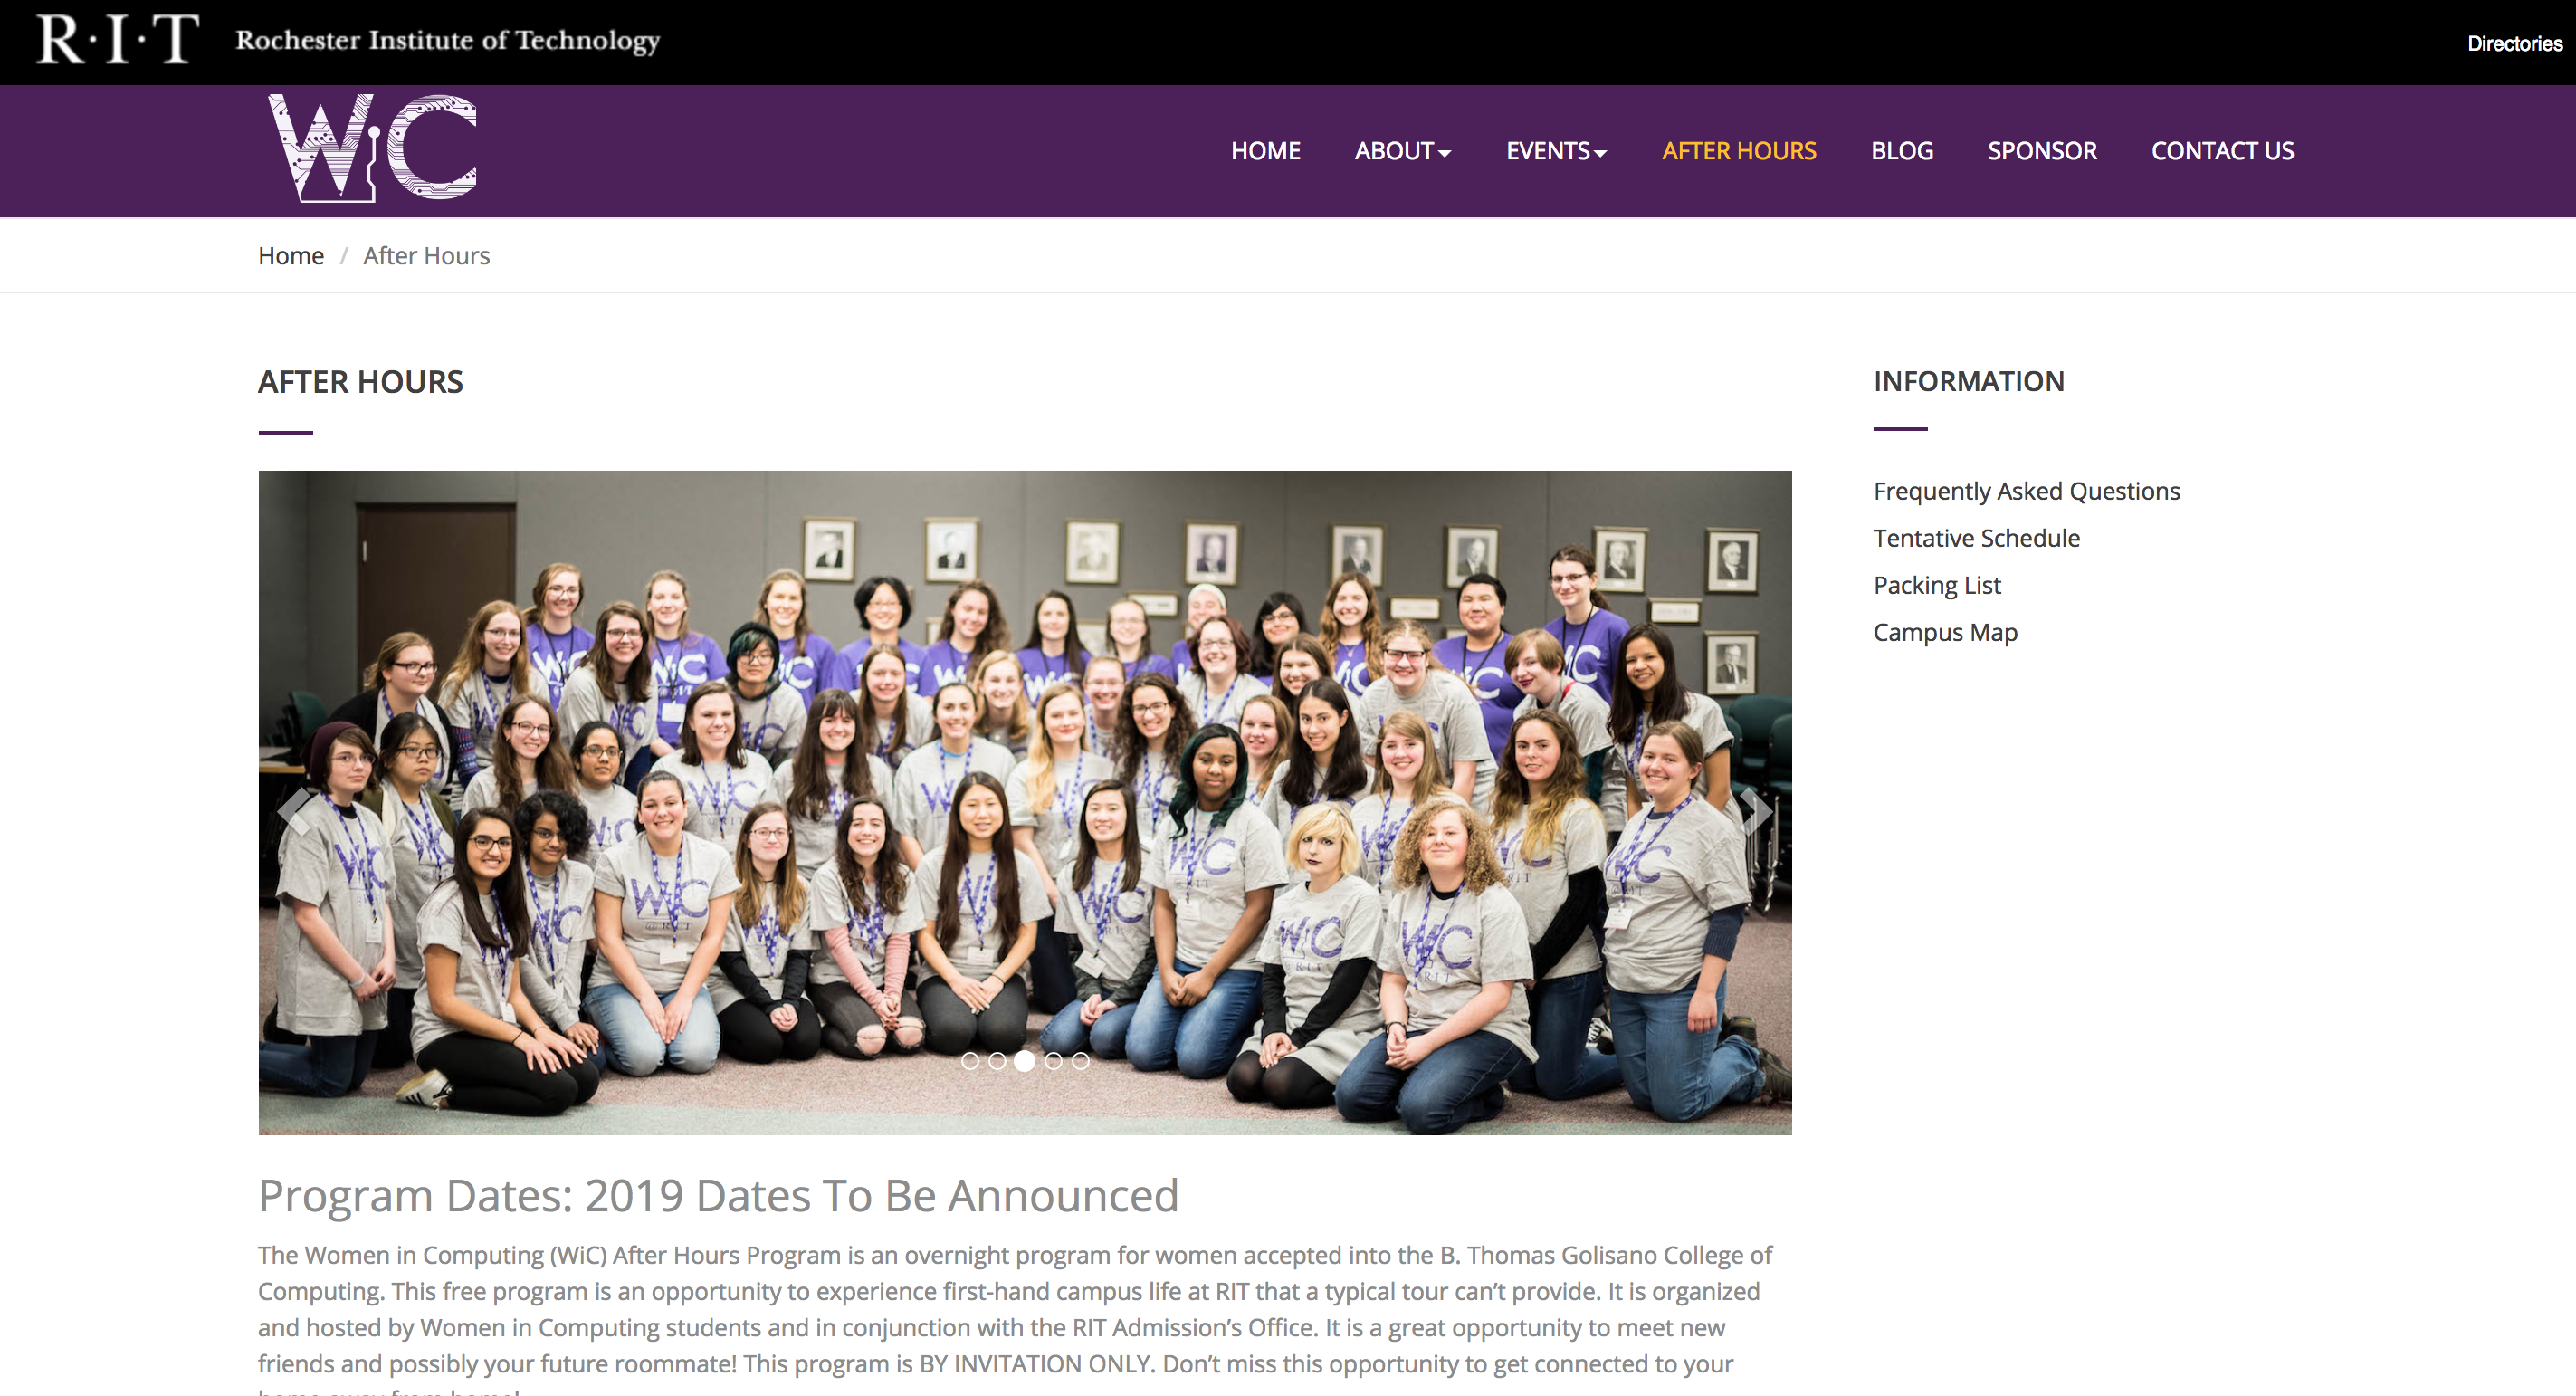 R·I·T Rochester Institute of Technology
Directories
WiC
HOME ABOUT EVENTS AFTER HOURS BLOG SPONSOR CONTACT US
Home / After Hours
AFTER HOURS
INFORMATION
Frequently Asked Questions
Tentative Schedule
Packing List
Campus Map
WiC
@RIT
Program Dates: 2019 Dates To Be Announced
The Women in Computing (WiC) After Hours Program is an overnight program for women accepted into the B. Thomas Golisano College of
Computing. This free program is an opportunity to experience first-hand campus life at RIT that a typical tour can’t provide. It is organized
and hosted by Women in Computing students and in conjunction with the RIT Admission’s Office. It is a great opportunity to meet new
friends and possibly your future roommate! This program is BY INVITATION ONLY. Don’t miss this opportunity to get connected to your
home away from home!